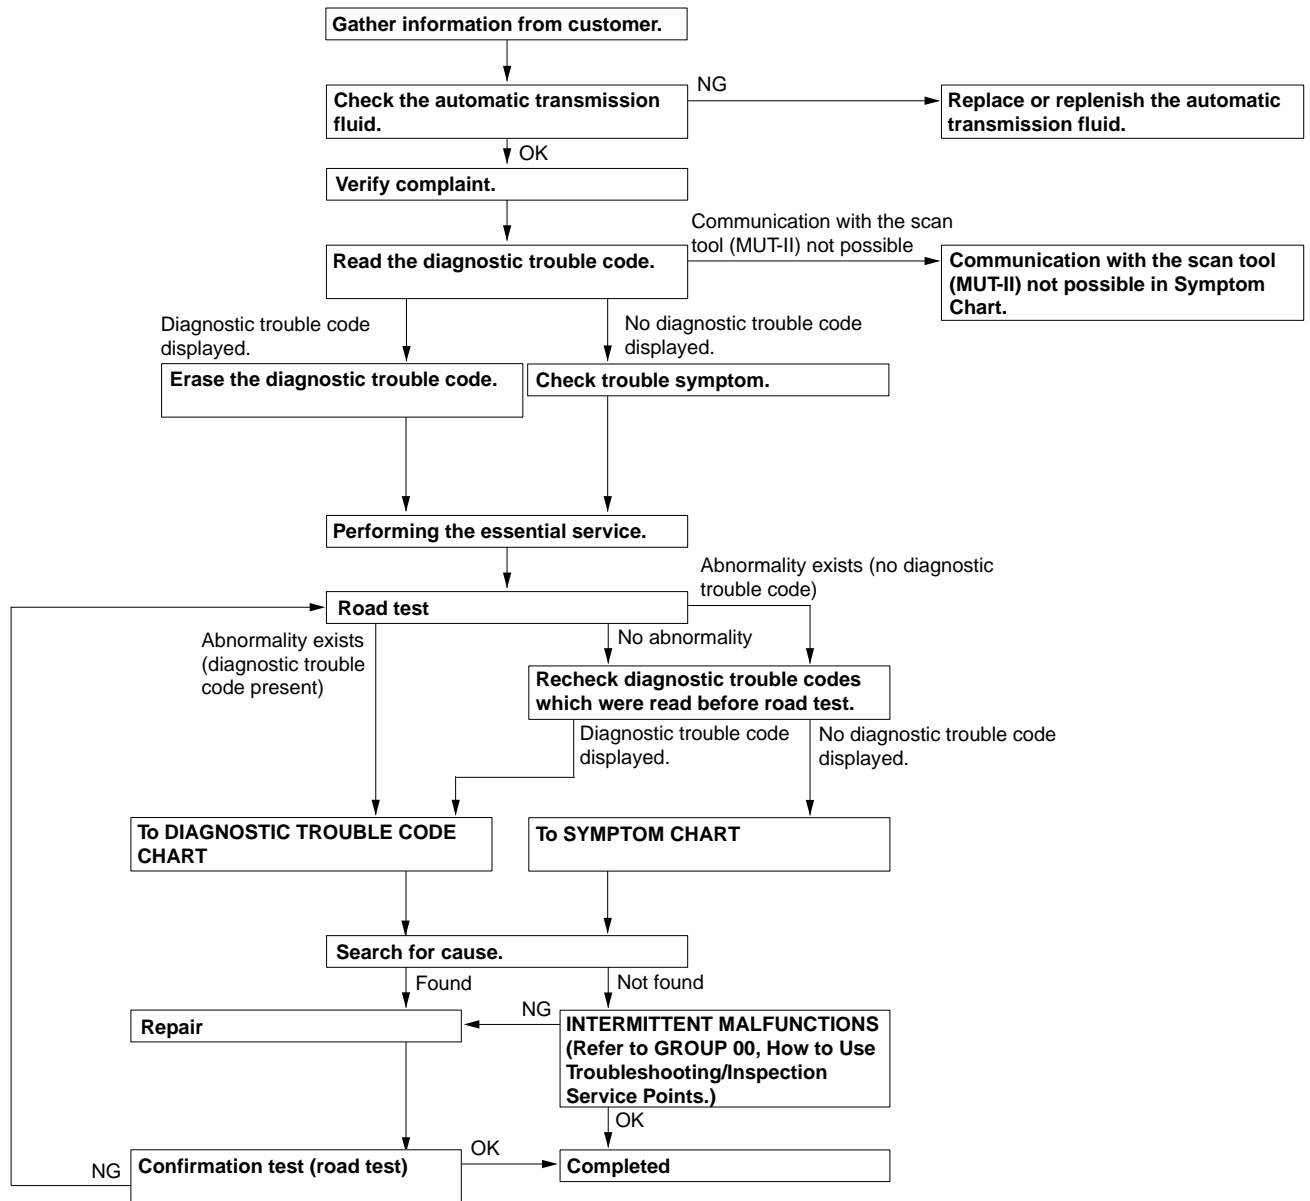 Gather information from customer.
NG
Check the automatic transmission
fluid.
Replace or replenish the automatic
transmission fluid.
OK
Verify complaint.
Communication with the scan
tool (MUT-II) not possible
Read the diagnostic trouble code.
Communication with the scan tool
(MUT-II) not possible in Symptom
Chart.
Diagnostic trouble code
displayed.
No diagnostic trouble code
displayed.
Erase the diagnostic trouble code.
Check trouble symptom.
Performing the essential service.
Abnormality exists (no diagnostic
trouble code)
Road test
Abnormality exists
(diagnostic trouble
code present)
No abnormality
Recheck diagnostic trouble codes
which were read before road test.
Diagnostic trouble code
displayed.
No diagnostic trouble code
displayed.
To DIAGNOSTIC TROUBLE CODE
CHART
To SYMPTOM CHART
Search for cause.
Found
Not found
NG
Repair
INTERMITTENT MALFUNCTIONS
(Refer to GROUP 00, How to Use
Troubleshooting/Inspection
Service Points.)
OK
NG
Confirmation test (road test)
OK
Completed